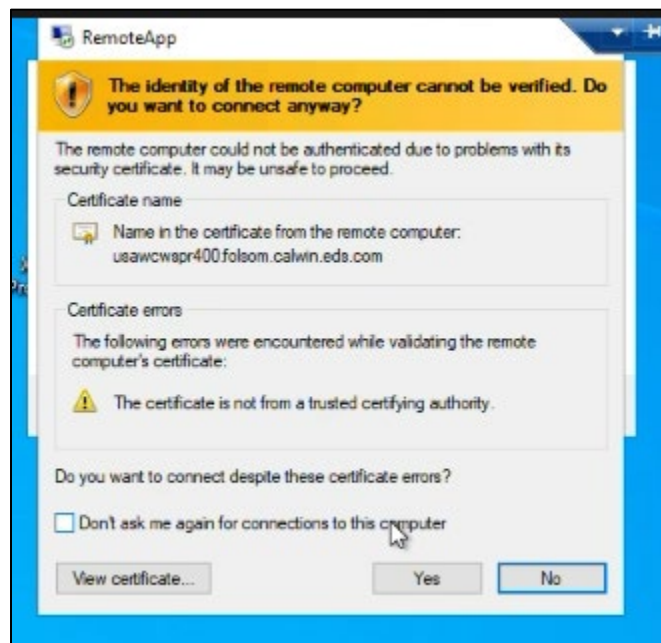 RemoteApp
The identity of the remote computer cannot be verified. Do
you want to connect anyway?
The remote computer could not be authenticated due to problems with its
security certificate. It may be unsafe to proceed.
Certificate name
Name in the certificate from the remote computer:
usawcwspr400.folsom.calwin.eds.com
Certificate errors
The following errors were encountered while validating the remote
computer's certificate:
The certificate is not from a trusted certifying authority.
Do you want to connect despite these certificate errors?
Don't ask me again for connections to this computer
View certificate...
Yes
No